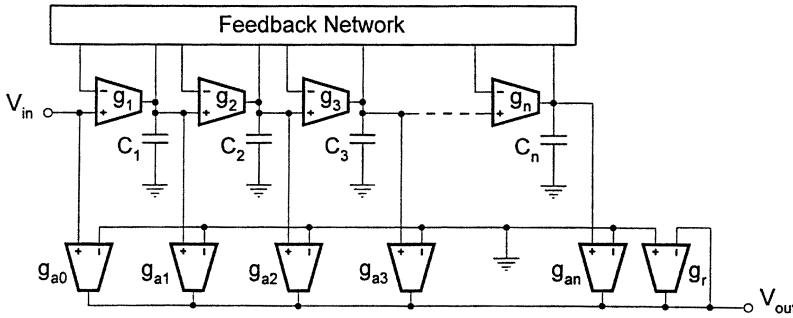 Feedback Network
V_in
g_1
g_2
g_3
g_n
- + - + - + - +
C_1
C_2
C_3
C_n
+ - + - + - + - + - + -
g_a0
g_a1
g_a2
g_a3
g_an
g_r
V_out